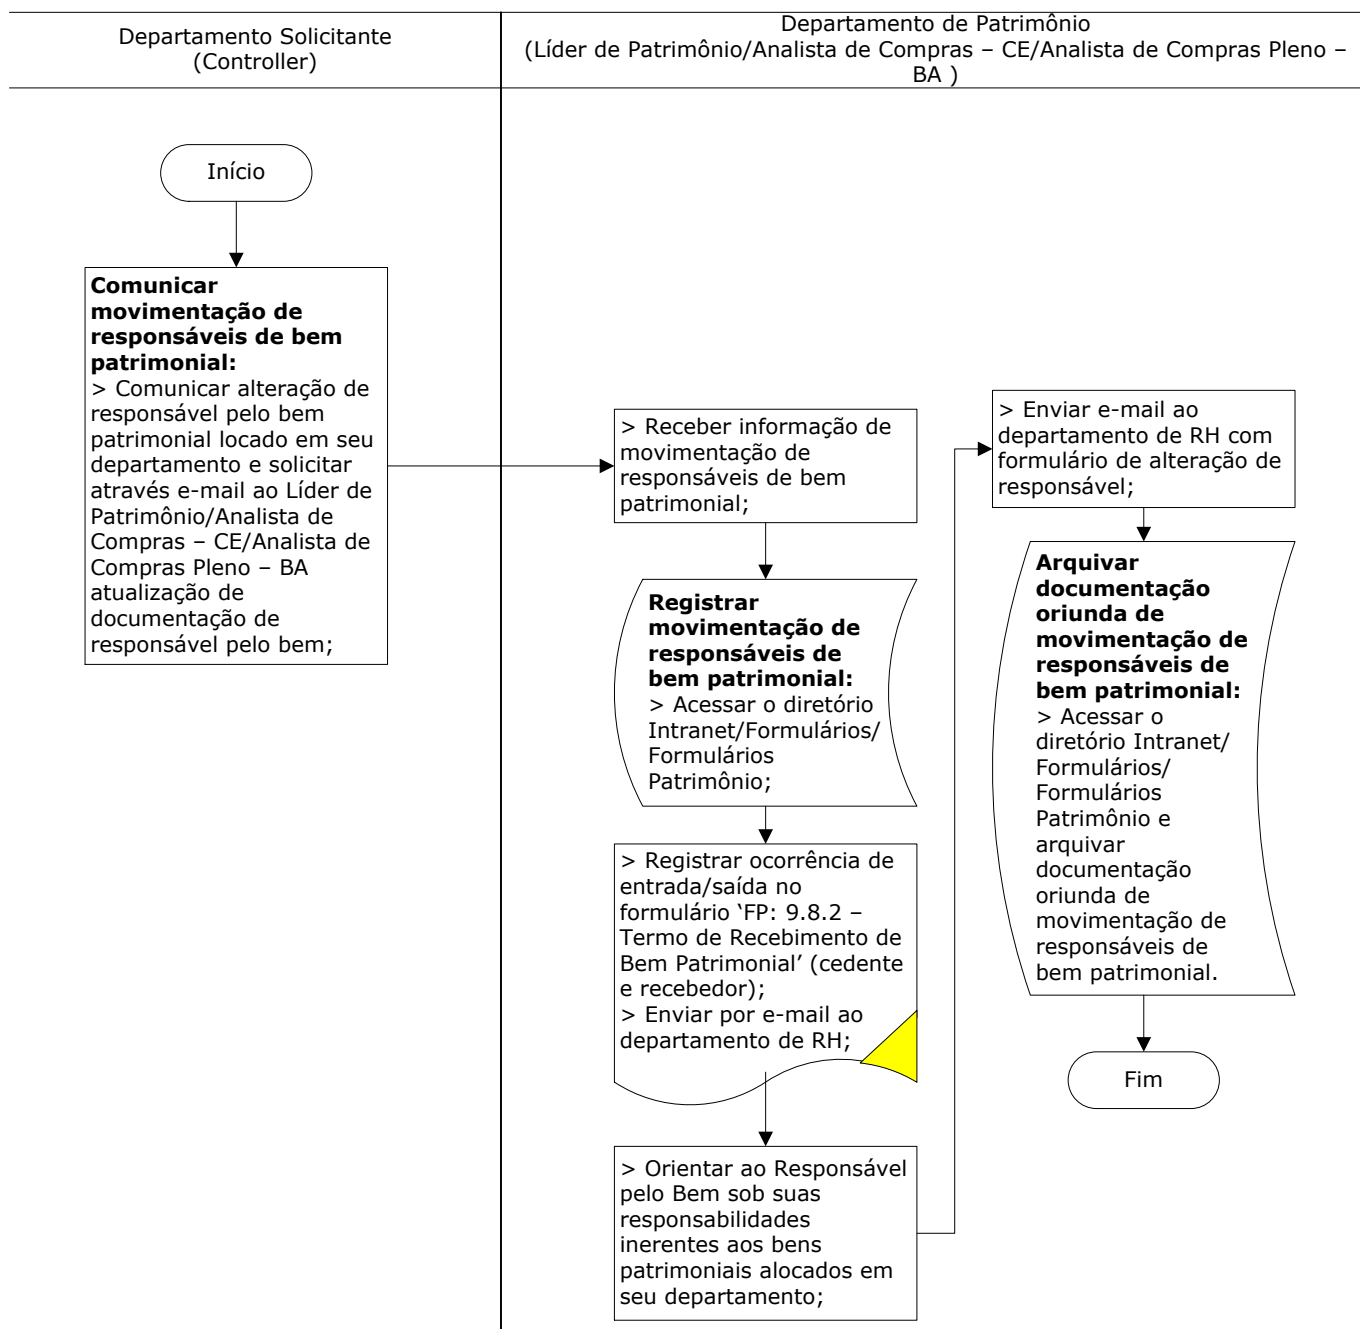 Departamento Solicitante
(Controller)
Departamento de Patrimônio
(Líder de Patrimônio/Analista de Compras – CE/Analista de Compras Pleno –
BA )
Início
Comunicar
movimentação de
responsáveis de bem
patrimonial:
> Comunicar alteração de
responsável pelo bem
patrimonial locado em seu
departamento e solicitar
através e-mail ao Líder de
Patrimônio/Analista de
Compras – CE/Analista de
Compras Pleno – BA
atualização de
documentação de
responsável pelo bem;
> Receber informação de
movimentação de
responsáveis de bem
patrimonial;
Registrar
movimentação de
responsáveis de
bem patrimonial:
> Acessar o diretório
Intranet/Formulários/
Formulários
Patrimônio;
> Registrar ocorrência de
entrada/saída no
formulário ‘FP: 9.8.2 –
Termo de Recebimento de
Bem Patrimonial’ (cedente
e recebedor);
> Enviar por e-mail ao
departamento de RH;
> Orientar ao Responsável
pelo Bem sob suas
responsabilidades
inerentes aos bens
patrimoniais alocados em
seu departamento;
> Enviar e-mail ao
departamento de RH com
formulário de alteração de
responsável;
Arquivar
documentação
oriunda de
movimentação de
responsáveis de
bem patrimonial:
> Acessar o
diretório Intranet/
Formulários/
Formulários
Patrimônio e
arquivar
documentação
oriunda de
movimentação de
responsáveis de
bem patrimonial.
Fim